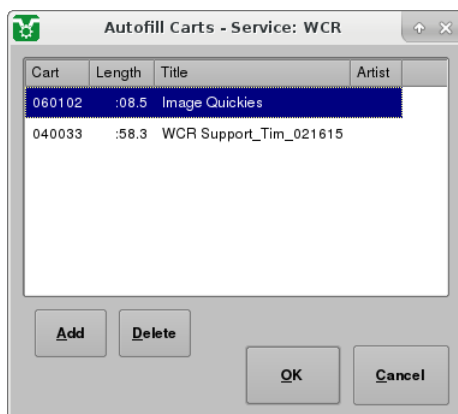 Autofill Carts - Service: WCR
Cart Length Title Artist
060102 :08.5 Image Quickies
040033 :58.3 WCR Support_Tim_021615
Add Delete
OK Cancel